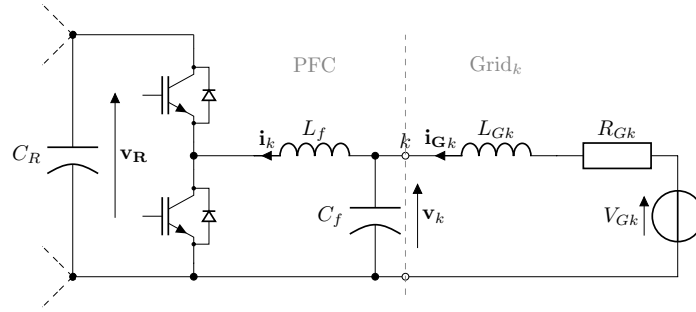 PFC
Grid_k
C_R
v_R
i_k
L_f
C_f
k
v_k
i_Gk
L_Gk
R_Gk
V_Gk